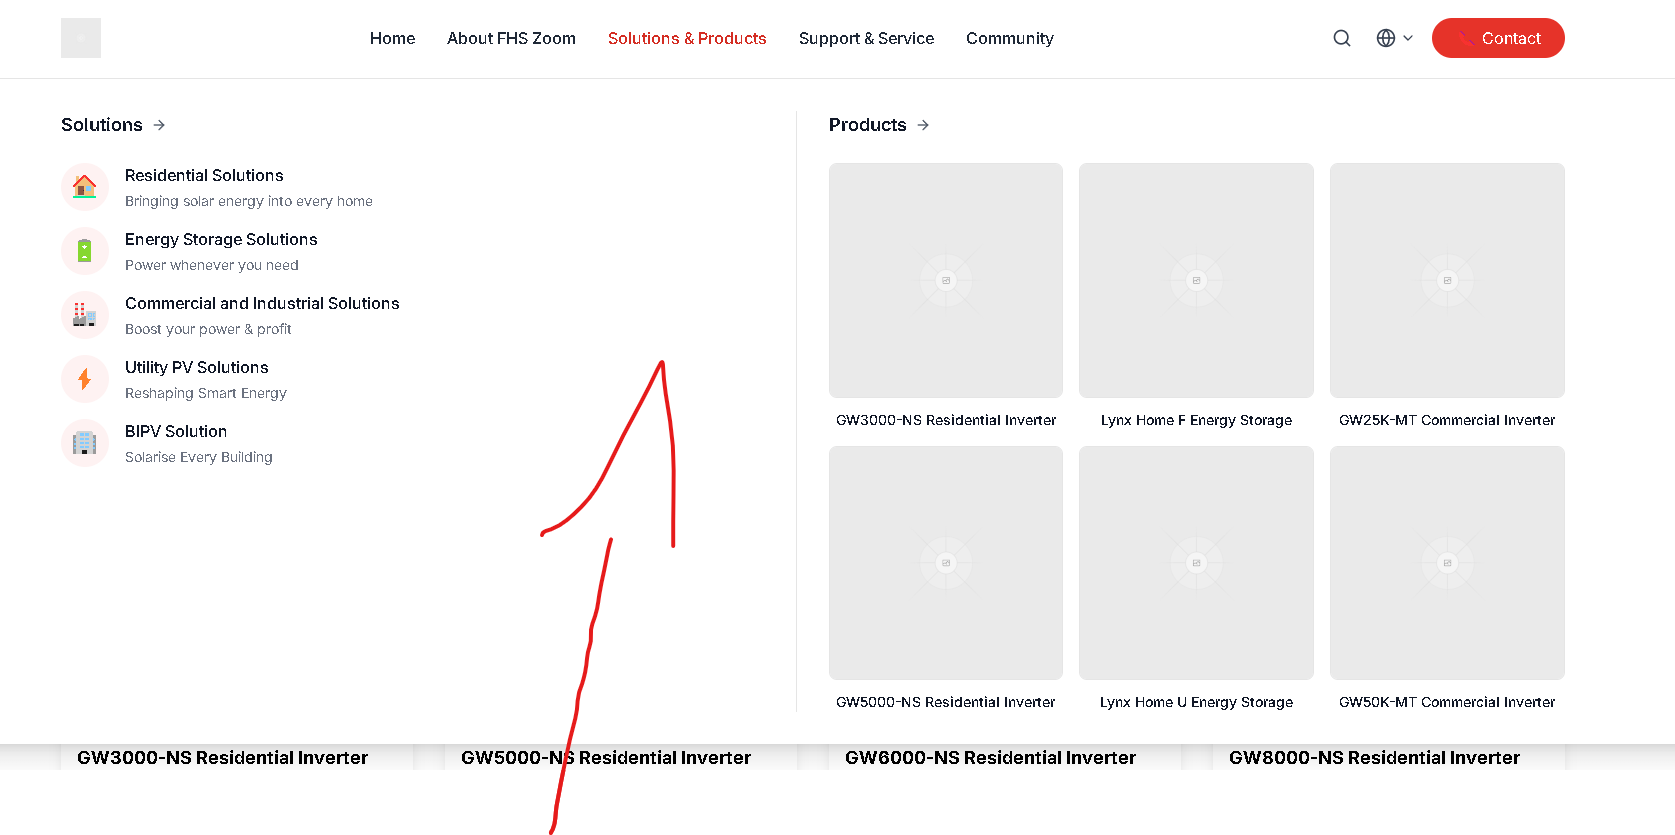 Home About FHS Zoom Solutions & Products Support & Service Community Contact
Solutions →
Residential Solutions
Bringing solar energy into every home
Energy Storage Solutions
Power whenever you need
Commercial and Industrial Solutions
Boost your power & profit
Utility PV Solutions
Reshaping Smart Energy
BIPV Solution
Solarise Every Building
Products →
GW3000-NS Residential Inverter Lynx Home F Energy Storage GW25K-MT Commercial Inverter
GW5000-NS Residential Inverter Lynx Home U Energy Storage GW50K-MT Commercial Inverter
GW3000-NS Residential Inverter GW5000-NS Residential Inverter GW6000-NS Residential Inverter GW8000-NS Residential Inverter